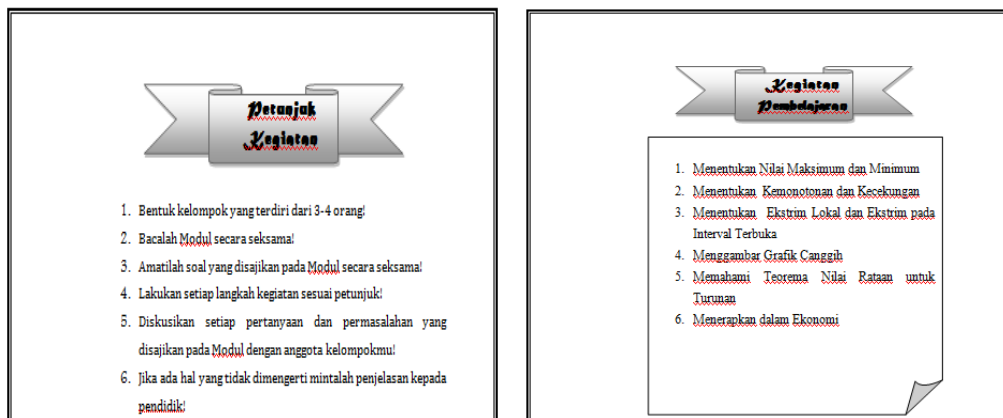 Petunjuk
Kegiatan
1. Bentuk kelompok yang terdiri dari 3-4 orang!
2. Bacalah Modul secara seksama!
3. Amatilah soal yang disajikan pada Modul secara seksama!
4. Lakukan setiap langkah kegiatan sesuai petunjuk!
5. Diskusikan setiap pertanyaan dan permasalahan yang
disajikan pada Modul dengan anggota kelompokmu!
6. Jika ada hal yang tidak dimengerti mintalah penjelasan kepada
pendidik!
Kegiatan
Pembelajaran
1. Menentukan Nilai Maksimum dan Minimum
2. Menentukan Kemonotonan dan Kecekungan
3. Menentukan Ekstrim Lokal dan Ekstrim pada
Interval Terbuka
4. Menggambar Grafik Canggih
5. Memahami Teorema Nilai Rataan untuk
Turunan
6. Menerapkan dalam Ekonomi